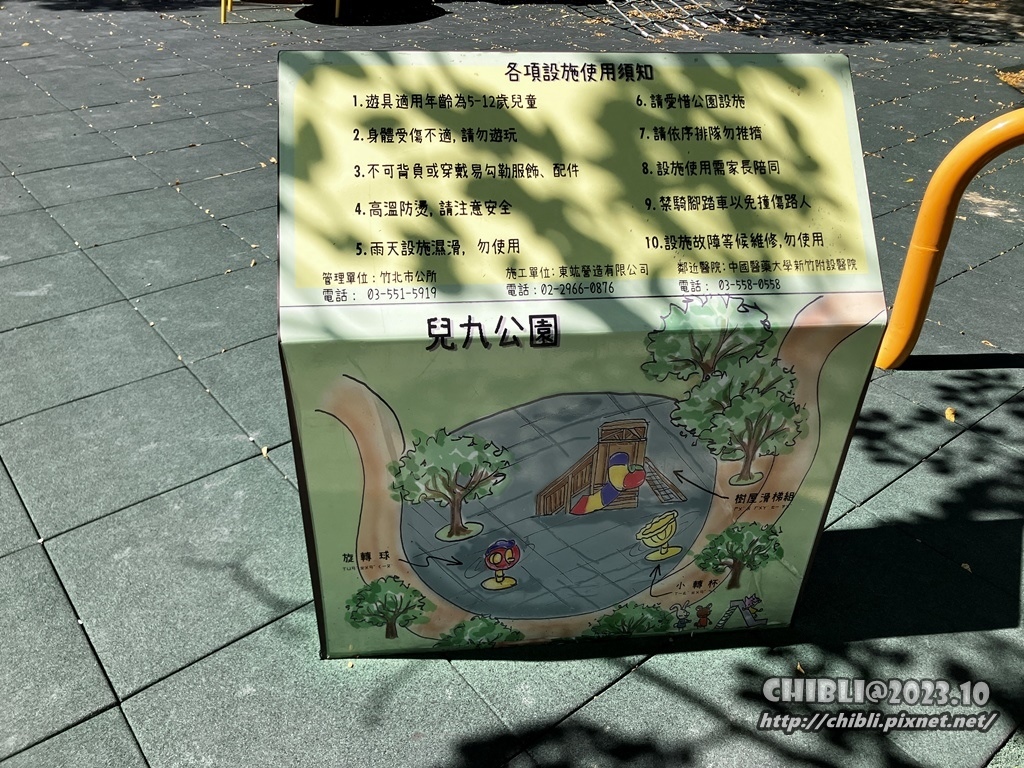 各項設施使用須知
1.遊具適用年齡為5-12歲兒童
2.身體受傷不適,請勿遊玩
3.不可背負或穿戴易勾勒服飾、配件
4.高溫防燙,請注意安全
5.雨天設施濕滑,勿使用
6.請愛惜公園設施
7.請依序排隊勿推擠
8.設施使用需家長陪同
9.禁騎腳踏車以免撞傷路人
10.設施故障等候維修,勿使用
管理單位:竹北市公所
電話: 03-551-5919
施工單位:東竑營造有限公司
電話:02-2966-0876
鄰近醫院:中國醫藥大學新竹附設醫院
電話: 03-558-0558
兒九公園
樹屋滑梯組
旋轉球
小轉杯
CHIBLI@2023.10
http://chibli.pixnet.net/